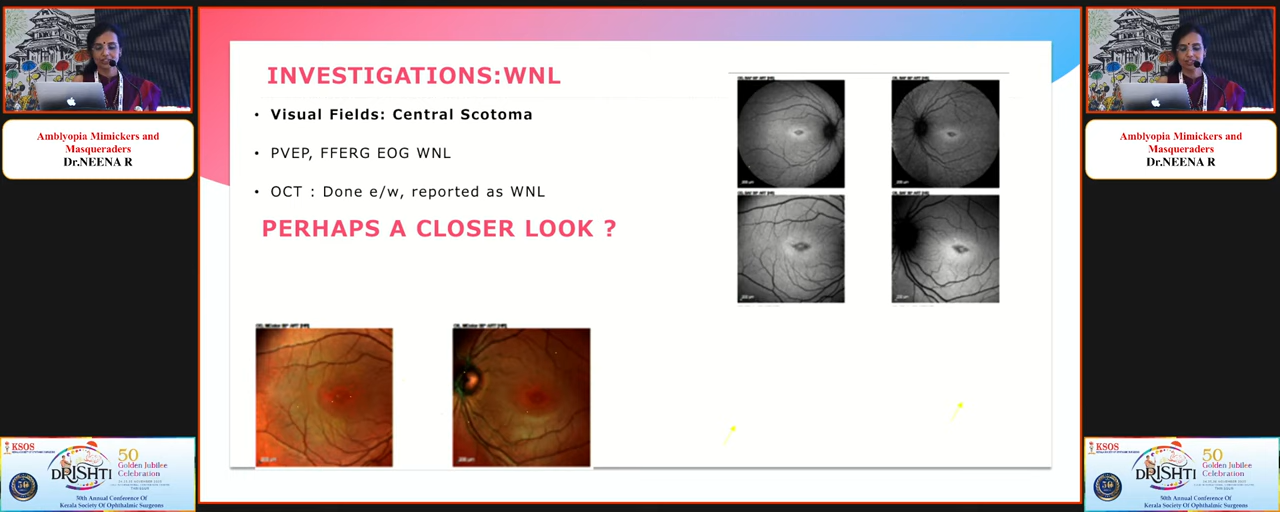 INVESTIGATIONS:WNL
• Visual Fields: Central Scotoma
• PVEP, FFERG EOG WNL
• OCT : Done e/w, reported as WNL
PERHAPS A CLOSER LOOK ?
Amblyopia Mimickers and
Masqueraders
Dr.NEENA R
Amblyopia Mimickers and
Masqueraders
Dr.NEENA R
KSOS
DRISHTI
50
Golden Jubilee
Celebration
50th Annual Conference Of
Kerala Society Of Ophthalmic Surgeons
KSOS
DRISHTI
50
Golden Jubilee
Celebration
50th Annual Conference Of
Kerala Society Of Ophthalmic Surgeons